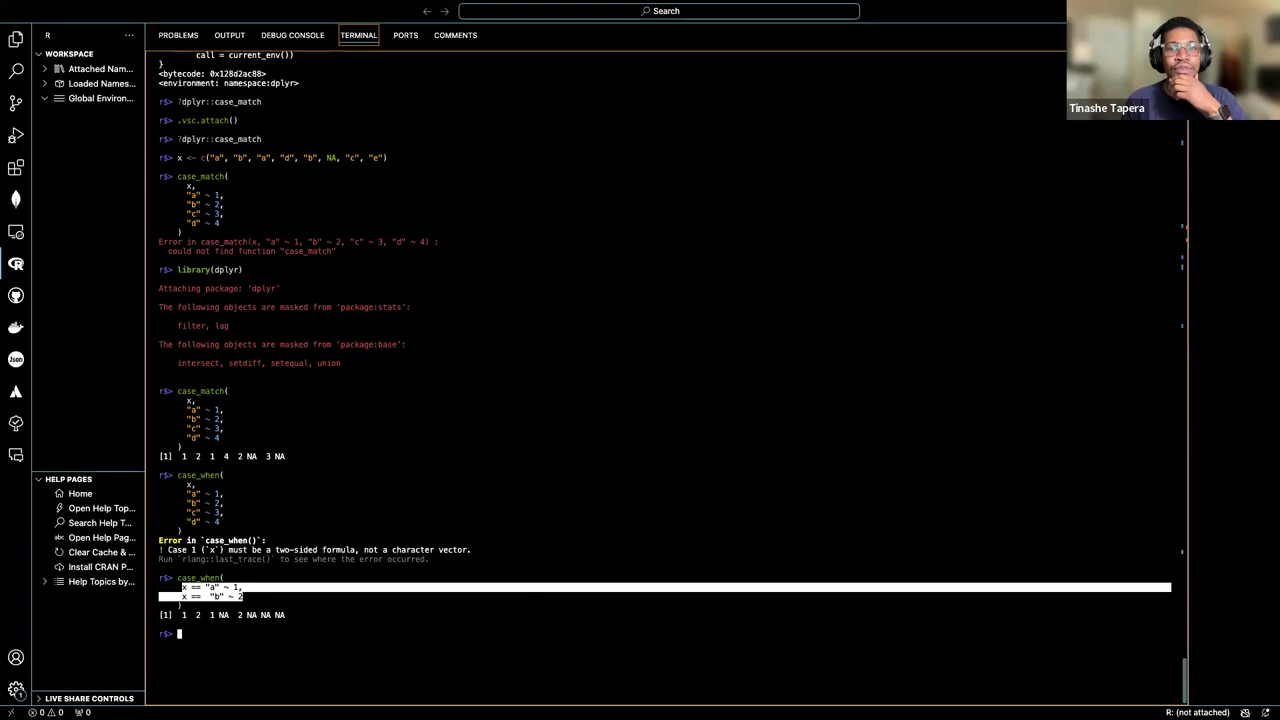 Search
R
PROBLEMS OUTPUT DEBUG CONSOLE TERMINAL PORTS COMMENTS
WORKSPACE
Attached Nam...
Loaded Names...
Global Environ...
call = current_env())
}
<bytecode: 0x128d2ac88>
<environment: namespace:dplyr>
r$> ?dplyr::case_match
r$> .vsc.attach()
r$> ?dplyr::case_match
r$> x <- c("a", "b", "a", "d", "b", NA, "c", "e")
r$> case_match(
x,
"a" ~ 1,
"b" ~ 2,
"c" ~ 3,
"d" ~ 4
)
Error in case_match(x, "a" ~ 1, "b" ~ 2, "c" ~ 3, "d" ~ 4) :
could not find function "case_match"
r$> library(dplyr)
Attaching package: 'dplyr'
The following objects are masked from 'package:stats':
filter, lag
The following objects are masked from 'package:base':
intersect, setdiff, setequal, union
r$> case_match(
x,
"a" ~ 1,
"b" ~ 2,
"c" ~ 3,
"d" ~ 4
)
[1] 1 2 1 4 2 NA 3 NA
r$> case_when(
x,
"a" ~ 1,
"b" ~ 2,
"c" ~ 3,
"d" ~ 4
)
Error in `case_when()`:
! Case 1 (`x`) must be a two-sided formula, not a character vector.
Run `rlang::last_trace()` to see where the error occurred.
r$> case_when(
x == "a" ~ 1,
x == "b" ~ 2
)
[1] 1 2 1 NA 2 NA NA NA
r$>
HELP PAGES
Home
Open Help Top...
Search Help T...
Open Help Pag...
Clear Cache & ...
Install CRAN P...
Help Topics by...
LIVE SHARE CONTROLS
Tinashe Tapera
Json
1
0 0 0
R: (not attached)